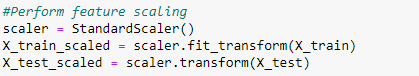 #Perform feature scaling
scaler = StandardScaler()
X_train_scaled = scaler.fit_transform(X_train)
X_test_scaled = scaler.transform(X_test)